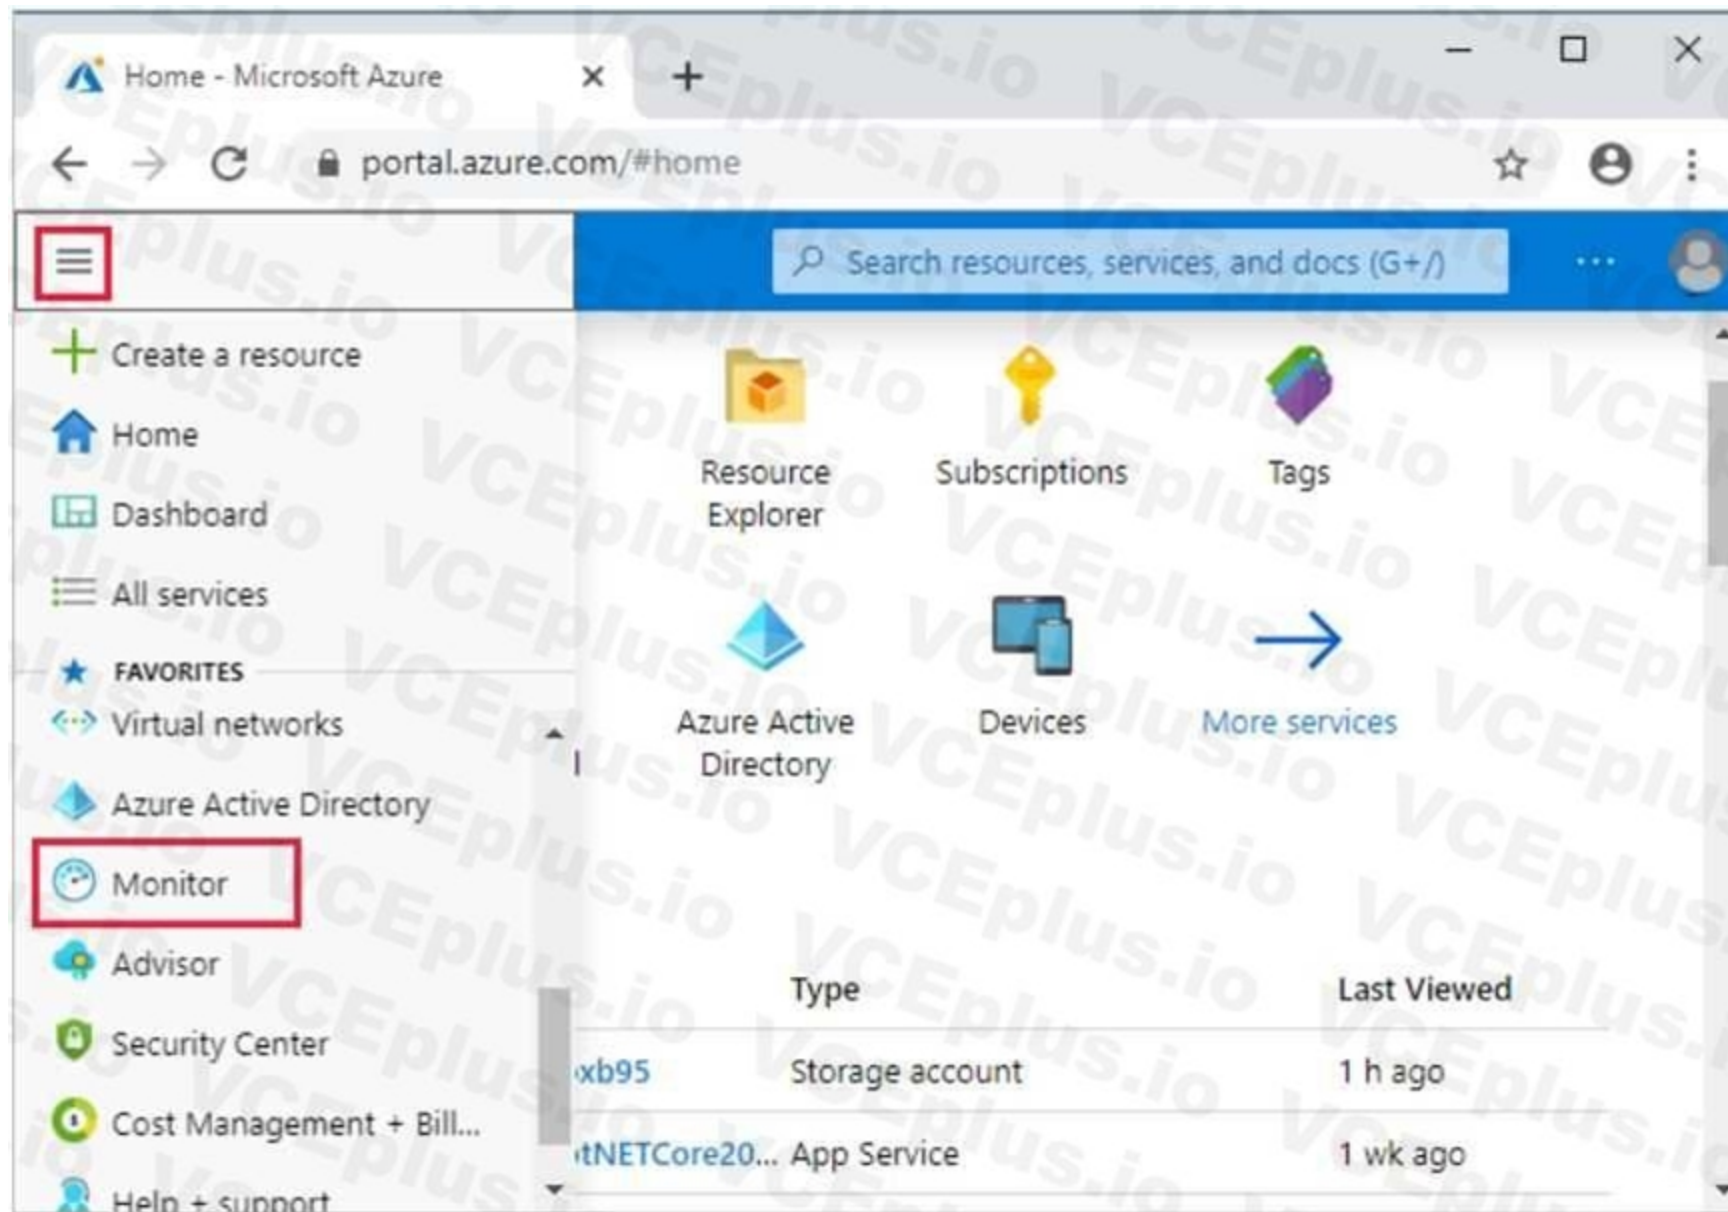 Home - Microsoft Azure
portal.azure.com/#home
Search resources, services, and docs (G+/)
Create a resource
Home
Dashboard
All services
FAVORITES
Virtual networks
Azure Active Directory
Monitor
Advisor
Security Center
Cost Management + Bill...
Help + support
Resource
Explorer
Subscriptions
Tags
Azure Active
Directory
Devices
More services
Type
Last Viewed
xb95
Storage account
1 h ago
tNETCore20...
App Service
1 wk ago
VCEplus.io